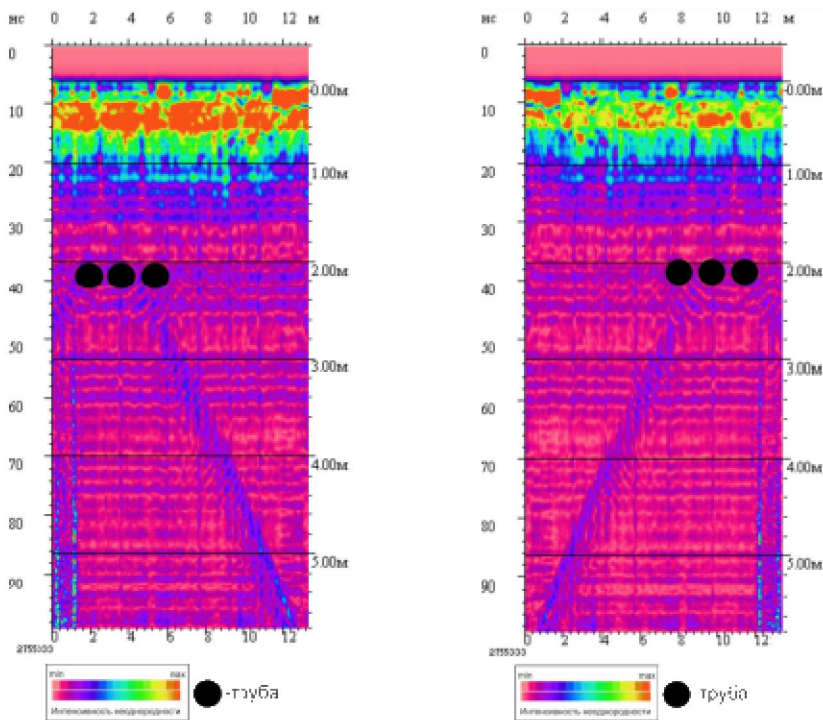 нс 0 2 4 6 8 10 12 м
0
0.00м
10
20
1.00м
30
2.00м
40
50
3.00м
60
70
4.00м
80
5.00м
90
0 2 4 6 8 10 12
min max
Интенсивность неоднородности
-труба
нс 0 2 4 6 8 10 12 м
0
0.00м
10
20
1.00м
30
2.00м
40
50
3.00м
60
70
4.00м
80
5.00м
90
0 2 4 6 8 10 12
min max
Интенсивность неоднородности
труба